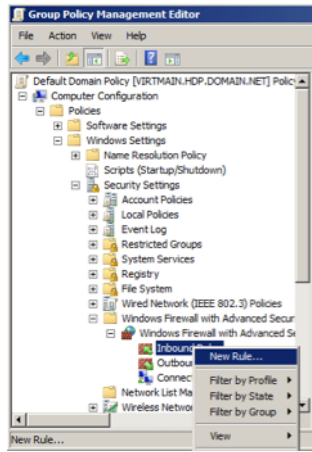 Group Policy Management Editor
File Action View Help
Default Domain Policy [VIRTMAIN.HDP.DOMAIN.NET] Policy
Computer Configuration
Policies
Software Settings
Windows Settings
Name Resolution Policy
Scripts (Startup/Shutdown)
Security Settings
Account Policies
Local Policies
Event Log
Restricted Groups
System Services
Registry
File System
Wired Network (IEEE 802.3) Policies
Windows Firewall with Advanced Secur
Windows Firewall with Advanced Se
Inbound
New Rule...
Outbour
Connec
Filter by Profile
Network List Ma
Filter by State
Wireless Netwo
Filter by Group
View
New Rule...